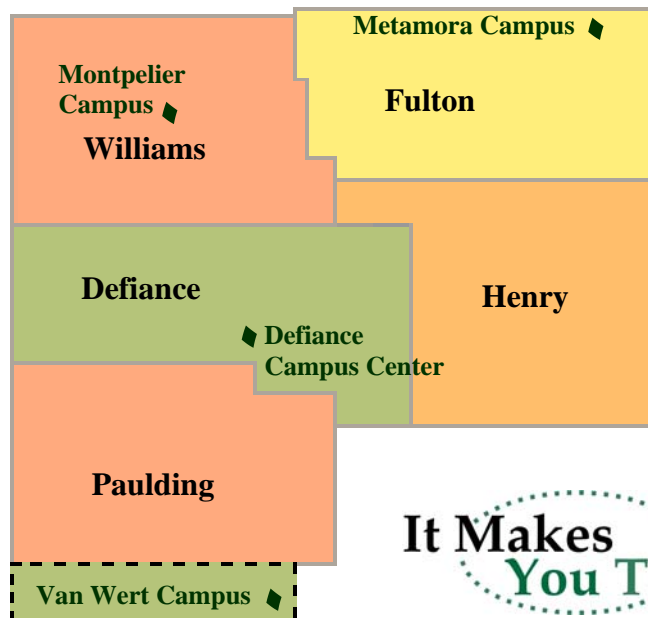 Metamora Campus
Fulton
Montpelier
Campus
Williams
Defiance
Henry
Defiance
Campus Center
Paulding
Van Wert Campus
It Makes
You T